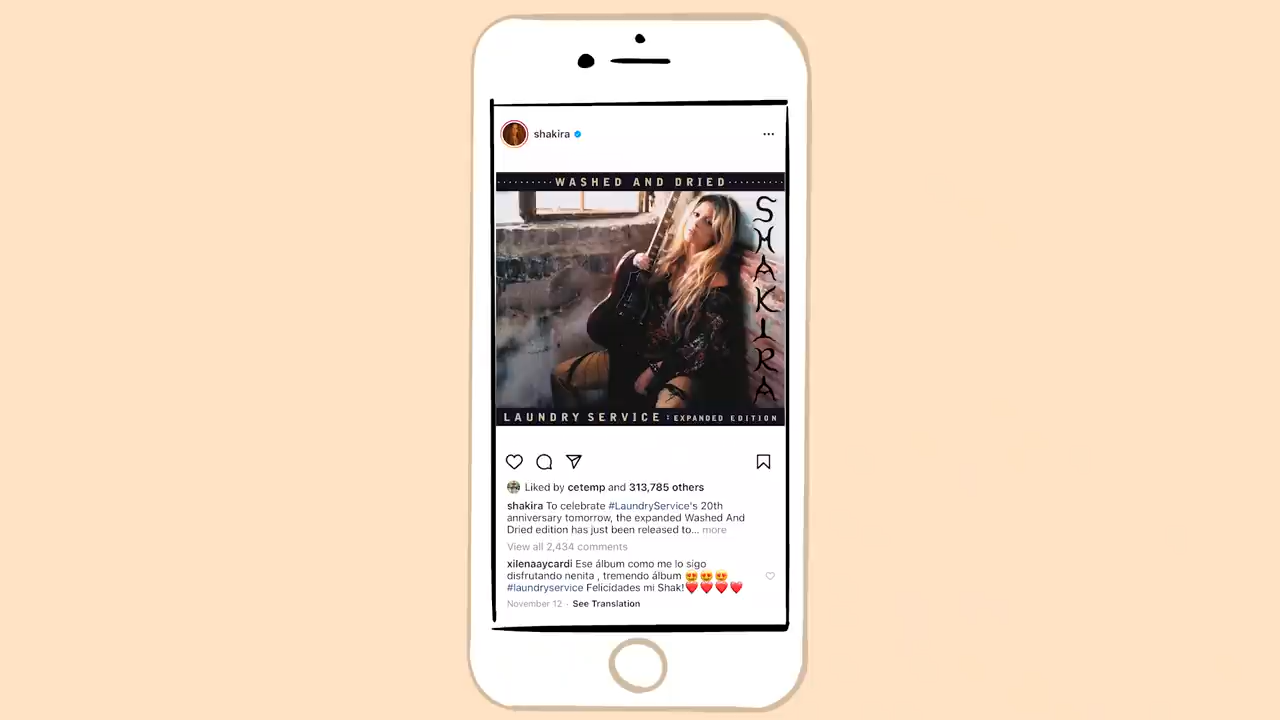 shakira
WASHED AND DRIED
SHAKIRA
LAUNDRY SERVICE : EXPANDED EDITION
Liked by cetemp and 313,785 others
shakira To celebrate #LaundryService's 20th
anniversary tomorrow, the expanded Washed And
Dried edition has just been released to... more
View all 2,434 comments
xilenaaycardi Ese álbum como me lo sigo
disfrutando nenita , tremendo álbum 😍😍😍
#laundryservice Felicidades mi Shak!❤️❤️❤️❤️
November 12 · See Translation